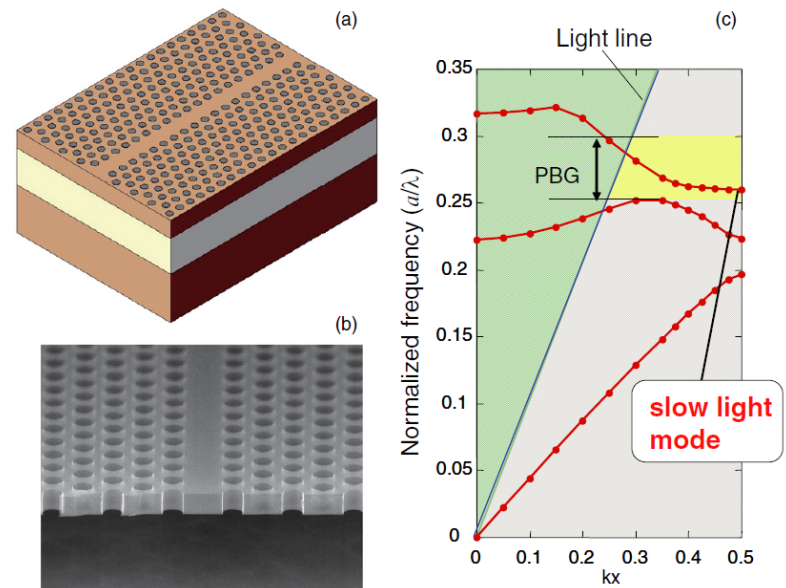 (a)
(b)
(c)
Light line
PBG
Normalized frequency (a/λ)
0.35
0.3
0.25
0.2
0.15
0.1
0.05
0
0
0.1
0.2
0.3
0.4
0.5
kx
slow light
mode